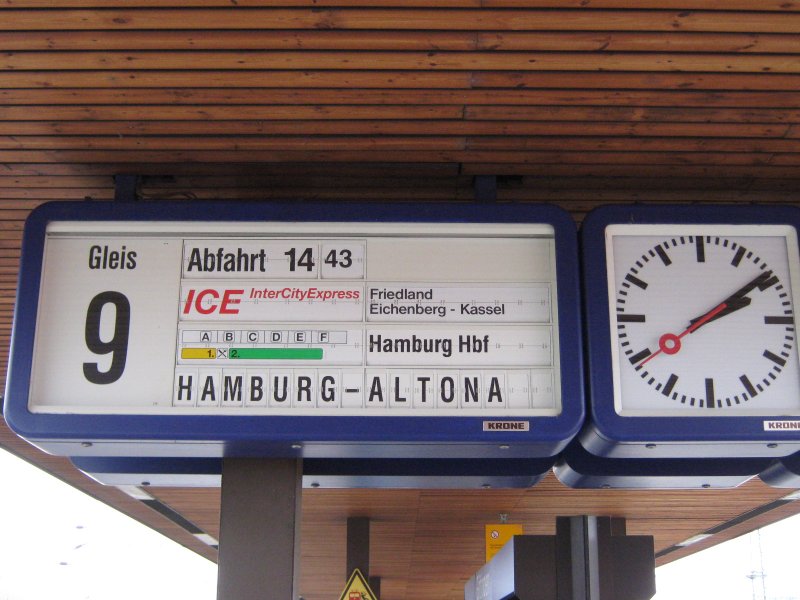 Gleis
9
Abfahrt 14 43
ICE InterCityExpress
Friedland
Eichenberg - Kassel
A B C D E F
1. 2.
Hamburg Hbf
HAMBURG-ALTONA
KRONE
KRONE